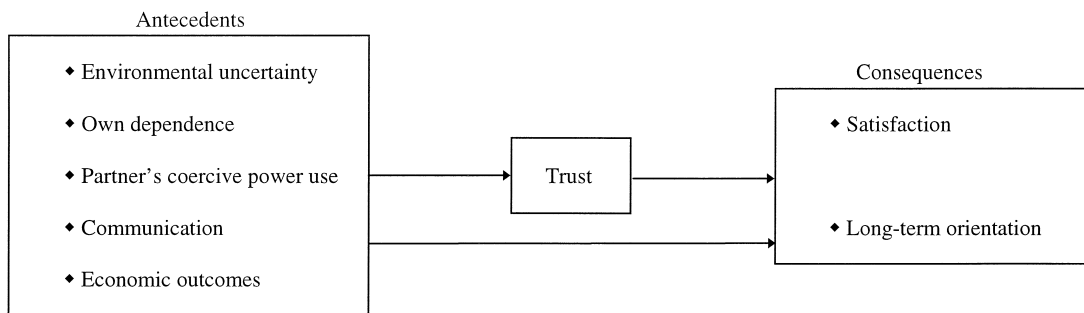 Antecedents
◆ Environmental uncertainty
◆ Own dependence
◆ Partner's coercive power use
◆ Communication
◆ Economic outcomes
Trust
Consequences
◆ Satisfaction
◆ Long-term orientation